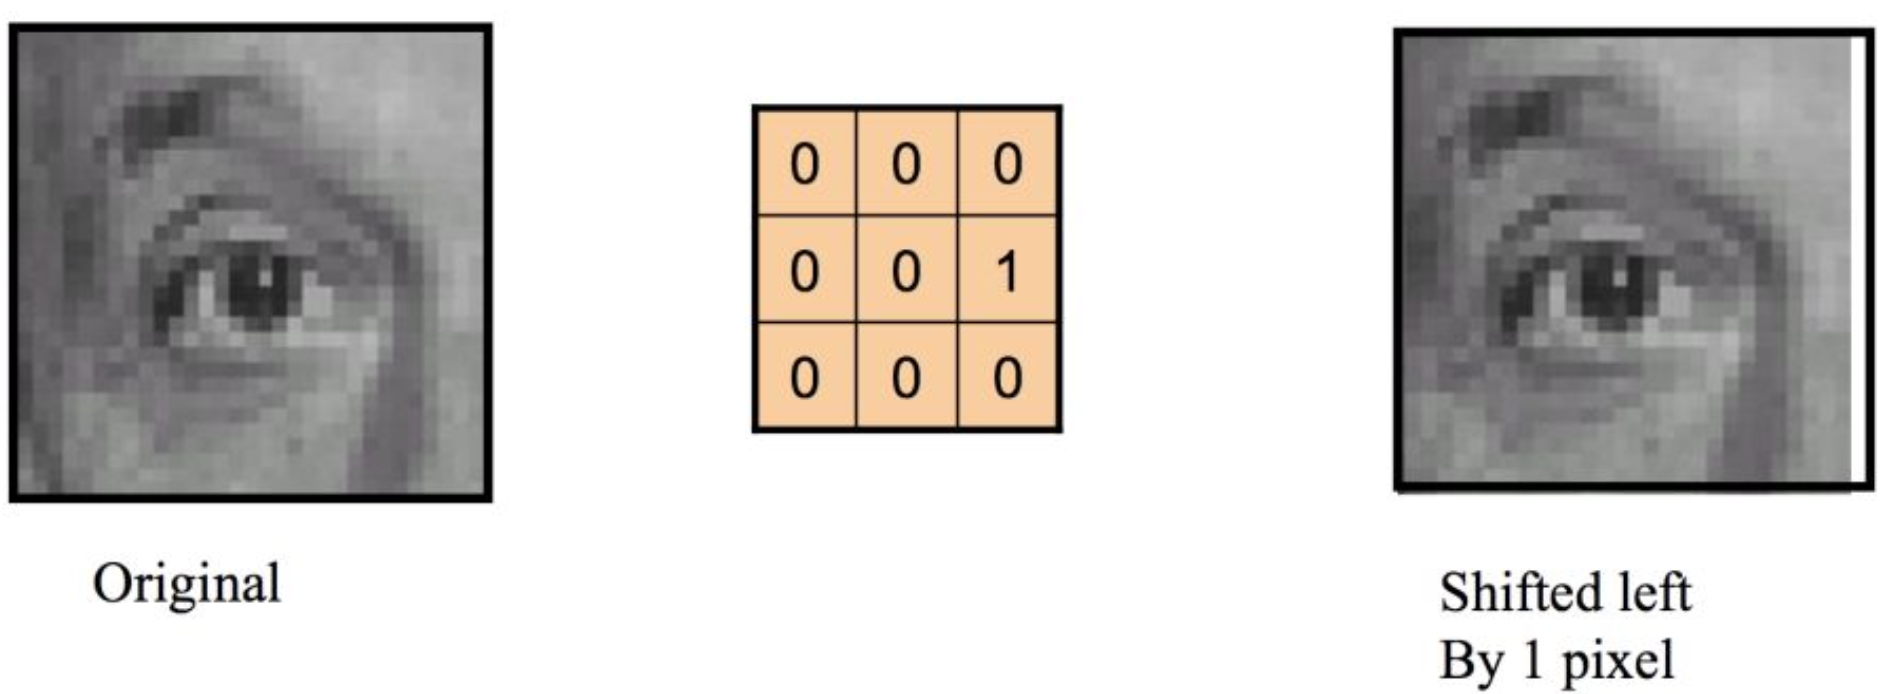 0 0 0
0 0 1
0 0 0
Original
Shifted left
By 1 pixel